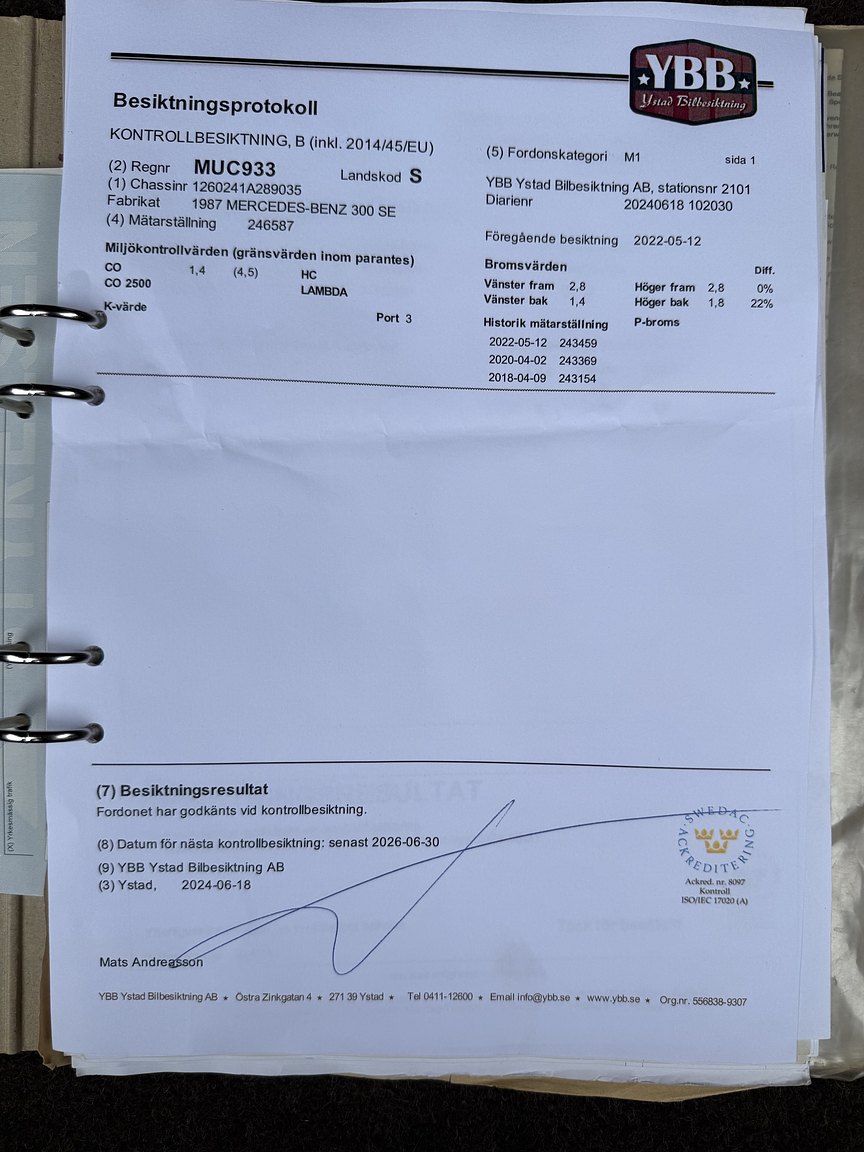 YBB
Ystad Bilbesiktning
Besiktningsprotokoll
KONTROLLBESIKTNING, B (inkl. 2014/45/EU)
(2) Regnr MUC933 Landskod S
(1) Chassinr 1260241A289035
Fabrikat 1987 MERCEDES-BENZ 300 SE
(4) Mätarställning 246587
(5) Fordonskategori M1 sida 1
YBB Ystad Bilbesiktning AB, stationsnr 2101
Diarienr 20240618 102030
Föregående besiktning 2022-05-12
Miljökontrollvärden (gränsvärden inom parantes)
CO 1,4 (4,5) HC
CO 2500 LAMBDA
K-värde
Port 3
Bromsvärden Diff.
Vänster fram 2,8 Höger fram 2,8 0%
Vänster bak 1,4 Höger bak 1,8 22%
Historik mätarställning P-broms
2022-05-12 243459
2020-04-02 243369
2018-04-09 243154
(7) Besiktningsresultat
Fordonet har godkänts vid kontrollbesiktning.
(8) Datum för nästa kontrollbesiktning: senast 2026-06-30
(9) YBB Ystad Bilbesiktning AB
(3) Ystad, 2024-06-18
SWEDAC ACKREDITERING
Ackred. nr. 8097
Kontroll
ISO/IEC 17020 (A)
Mats Andreasson
YBB Ystad Bilbesiktning AB ★ Östra Zinkgatan 4 ★ 271 39 Ystad ★ Tel 0411-12600 ★ Email info@ybb.se ★ www.ybb.se ★ Org.nr. 556838-9307
(X) Yrkesmässig trafik